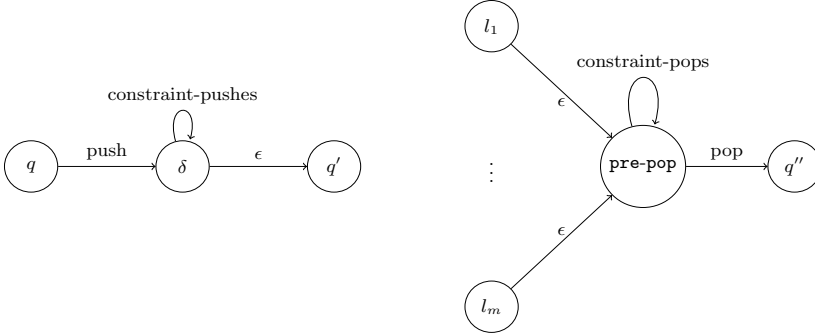 q
push
constraint-pushes
δ
ϵ
q′
l₁
ϵ
⋮
ϵ
lₘ
constraint-pops
pre-pop
pop
q′′